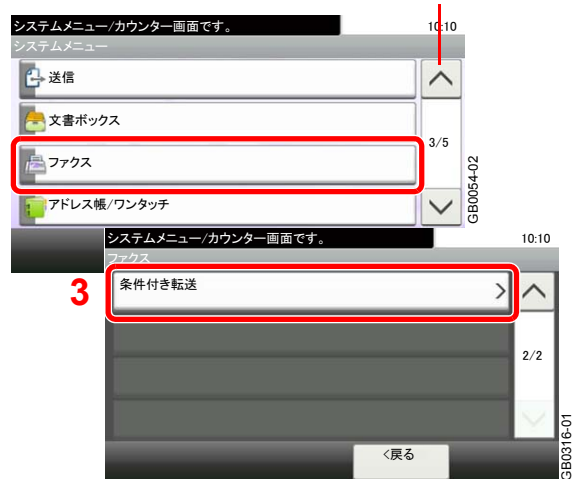 システムメニュー/カウンター画面です。
10:10
システムメニュー
送信
文書ボックス
3/5
ファクス
アドレス帳/ワンタッチ
GB0054-02
システムメニュー/カウンター画面です。
10:10
ファクス
3
条件付き転送
2/2
<戻る
GB0316-01